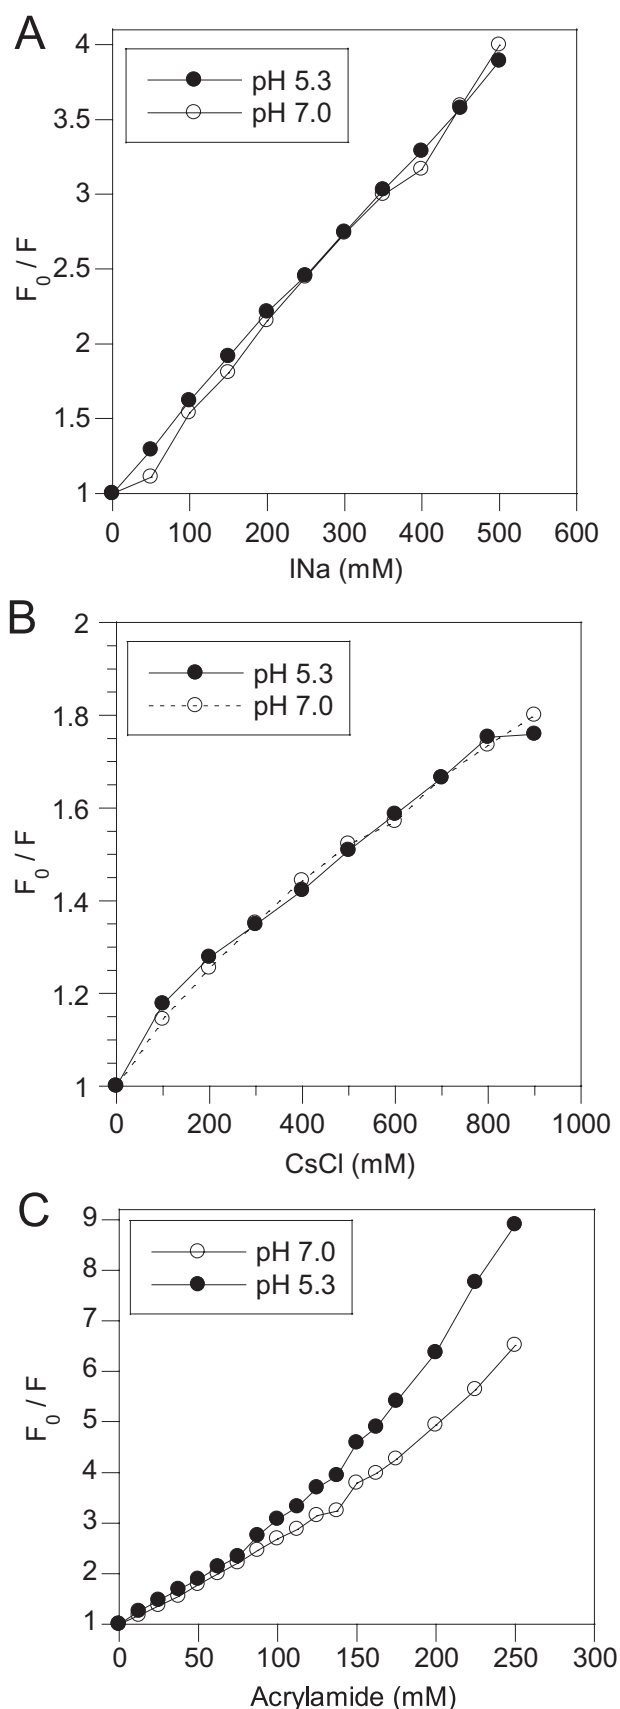 A
pH 5.3
pH 7.0
4
3.5
3
2.5
2
1.5
1
F0 / F
0 100 200 300 400 500 600
INa (mM)
B
pH 5.3
pH 7.0
2
1.8
1.6
1.4
1.2
1
F0 / F
0 200 400 600 800 1000
CsCl (mM)
C
pH 7.0
pH 5.3
9
8
7
6
5
4
3
2
1
F0 / F
0 50 100 150 200 250 300
Acrylamide (mM)